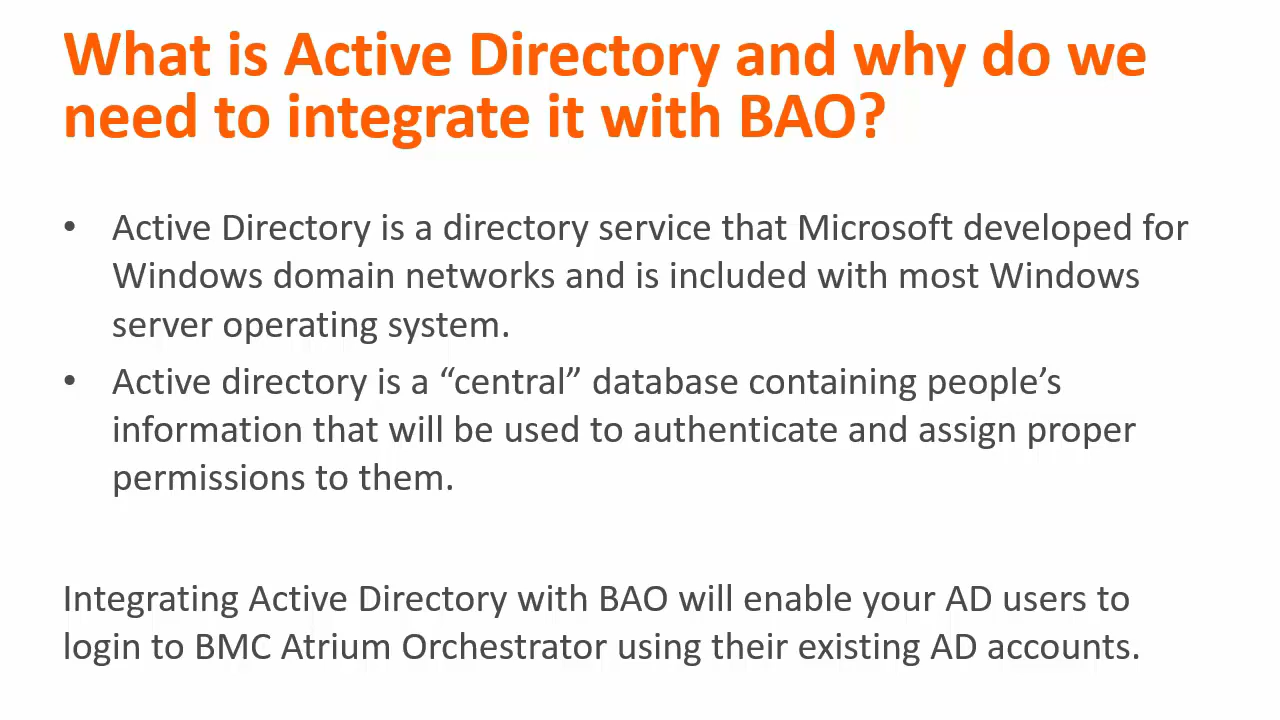 What is Active Directory and why do we
need to integrate it with BAO?
• Active Directory is a directory service that Microsoft developed for
Windows domain networks and is included with most Windows
server operating system.
• Active directory is a “central” database containing people’s
information that will be used to authenticate and assign proper
permissions to them.
Integrating Active Directory with BAO will enable your AD users to
login to BMC Atrium Orchestrator using their existing AD accounts.